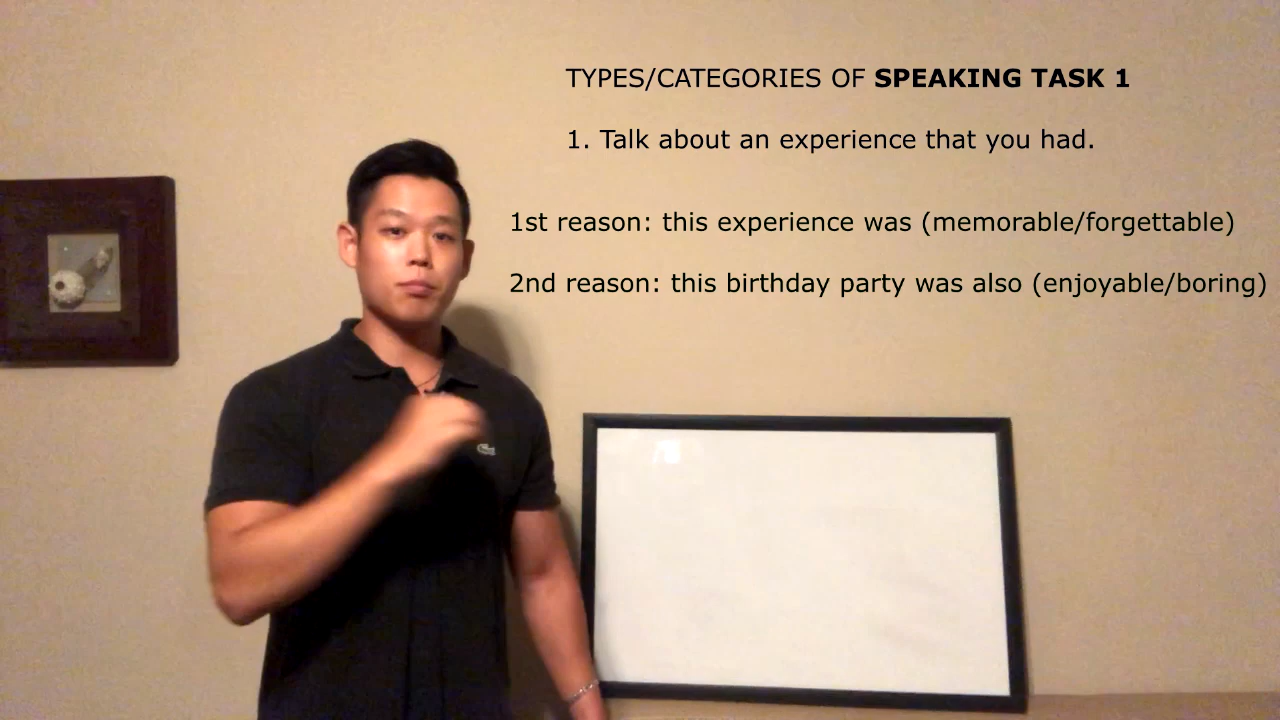 TYPES/CATEGORIES OF SPEAKING TASK 1
1. Talk about an experience that you had.
1st reason: this experience was (memorable/forgettable)
2nd reason: this birthday party was also (enjoyable/boring)